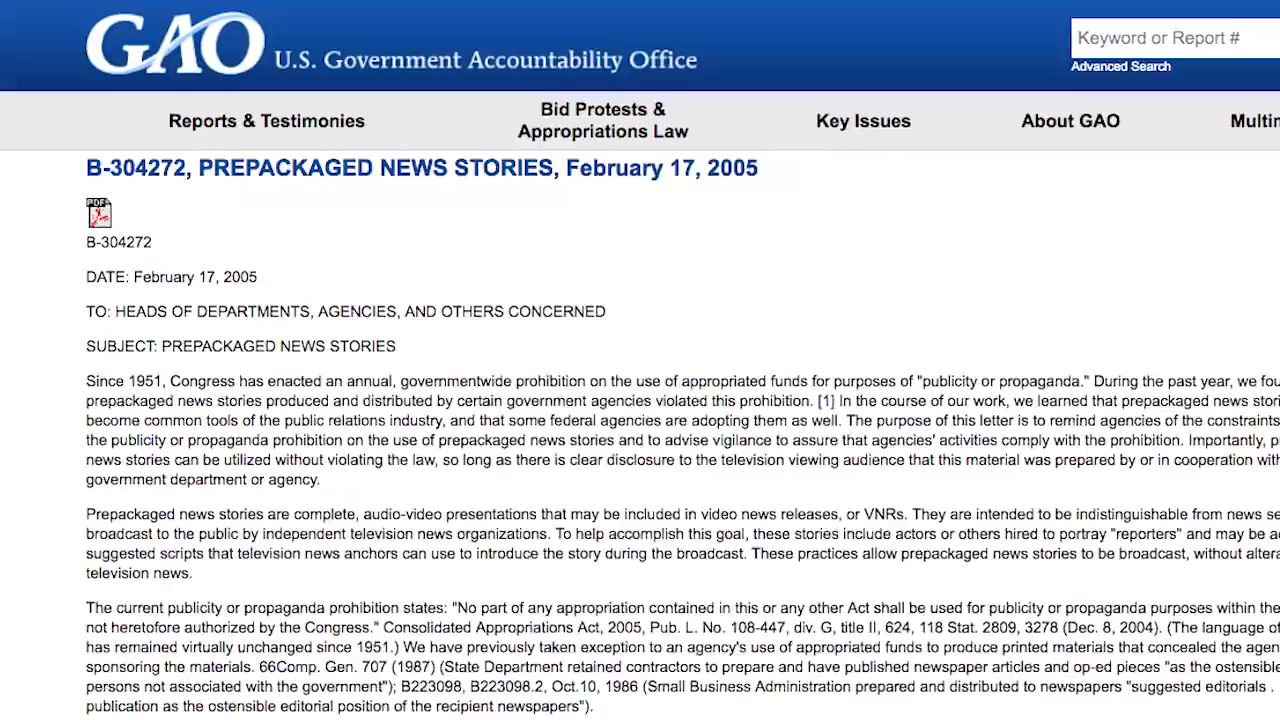 GAO U.S. Government Accountability Office
Keyword or Report #
Advanced Search
Reports & Testimonies
Bid Protests &
Appropriations Law
Key Issues
About GAO
B-304272, PREPACKAGED NEWS STORIES, February 17, 2005
PDF
B-304272
DATE: February 17, 2005
TO: HEADS OF DEPARTMENTS, AGENCIES, AND OTHERS CONCERNED
SUBJECT: PREPACKAGED NEWS STORIES
Since 1951, Congress has enacted an annual, governmentwide prohibition on the use of appropriated funds for purposes of "publicity or propaganda." During the past year, we
prepackaged news stories produced and distributed by certain government agencies violated this prohibition. [1] In the course of our work, we learned that prepackaged news
become common tools of the public relations industry, and that some federal agencies are adopting them as well. The purpose of this letter is to remind agencies of the constraints
the publicity or propaganda prohibition on the use of prepackaged news stories and to advise vigilance to assure that agencies' activities comply with the prohibition. Importantly,
news stories can be utilized without violating the law, so long as there is clear disclosure to the television viewing audience that this material was prepared by or in cooperation
government department or agency.
Prepackaged news stories are complete, audio-video presentations that may be included in video news releases, or VNRs. They are intended to be indistinguishable from news
broadcast to the public by independent television news organizations. To help accomplish this goal, these stories include actors or others hired to portray "reporters" and may be
suggested scripts that television news anchors can use to introduce the story during the broadcast. These practices allow prepackaged news stories to be broadcast, without
television news.
The current publicity or propaganda prohibition states: "No part of any appropriation contained in this or any other Act shall be used for publicity or propaganda purposes within the
not heretofore authorized by the Congress." Consolidated Appropriations Act, 2005, Pub. L. No. 108-447, div. G, title II, 624, 118 Stat. 2809, 3278 (Dec. 8, 2004). (The language of
has remained virtually unchanged since 1951.) We have previously taken exception to an agency's use of appropriated funds to produce printed materials that concealed the
sponsoring the materials. 66Comp. Gen. 707 (1987) (State Department retained contractors to prepare and have published newspaper articles and op-ed pieces "as the ostensible
persons not associated with the government"); B223098, B223098.2, Oct.10, 1986 (Small Business Administration prepared and distributed to newspapers "suggested editorials .
publication as the ostensible editorial position of the recipient newspapers").